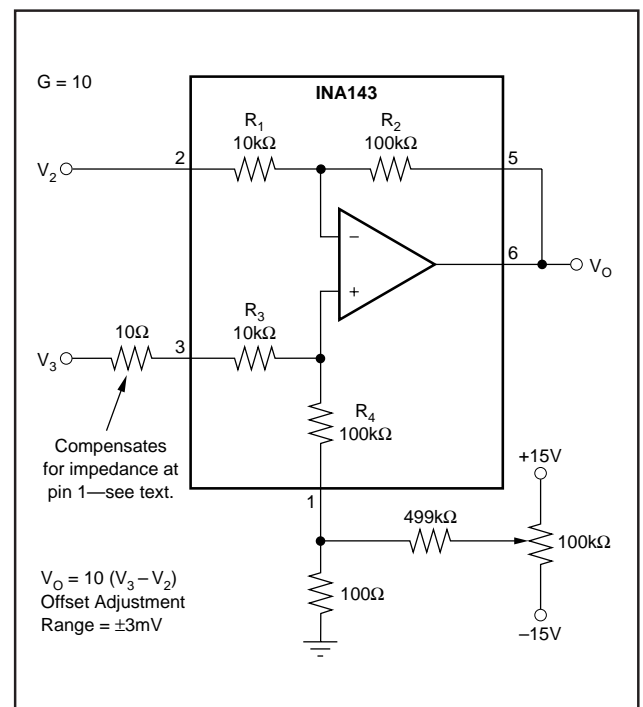 G = 10
INA143
R1
10kΩ
R2
100kΩ
2
5
V2
−
6
VO
+
10Ω
3
R3
10kΩ
V3
R4
100kΩ
Compensates
for impedance at
pin 1—see text.
1
+15V
499kΩ
100kΩ
100Ω
−15V
VO = 10 (V3 – V2)
Offset Adjustment
Range = ±3mV